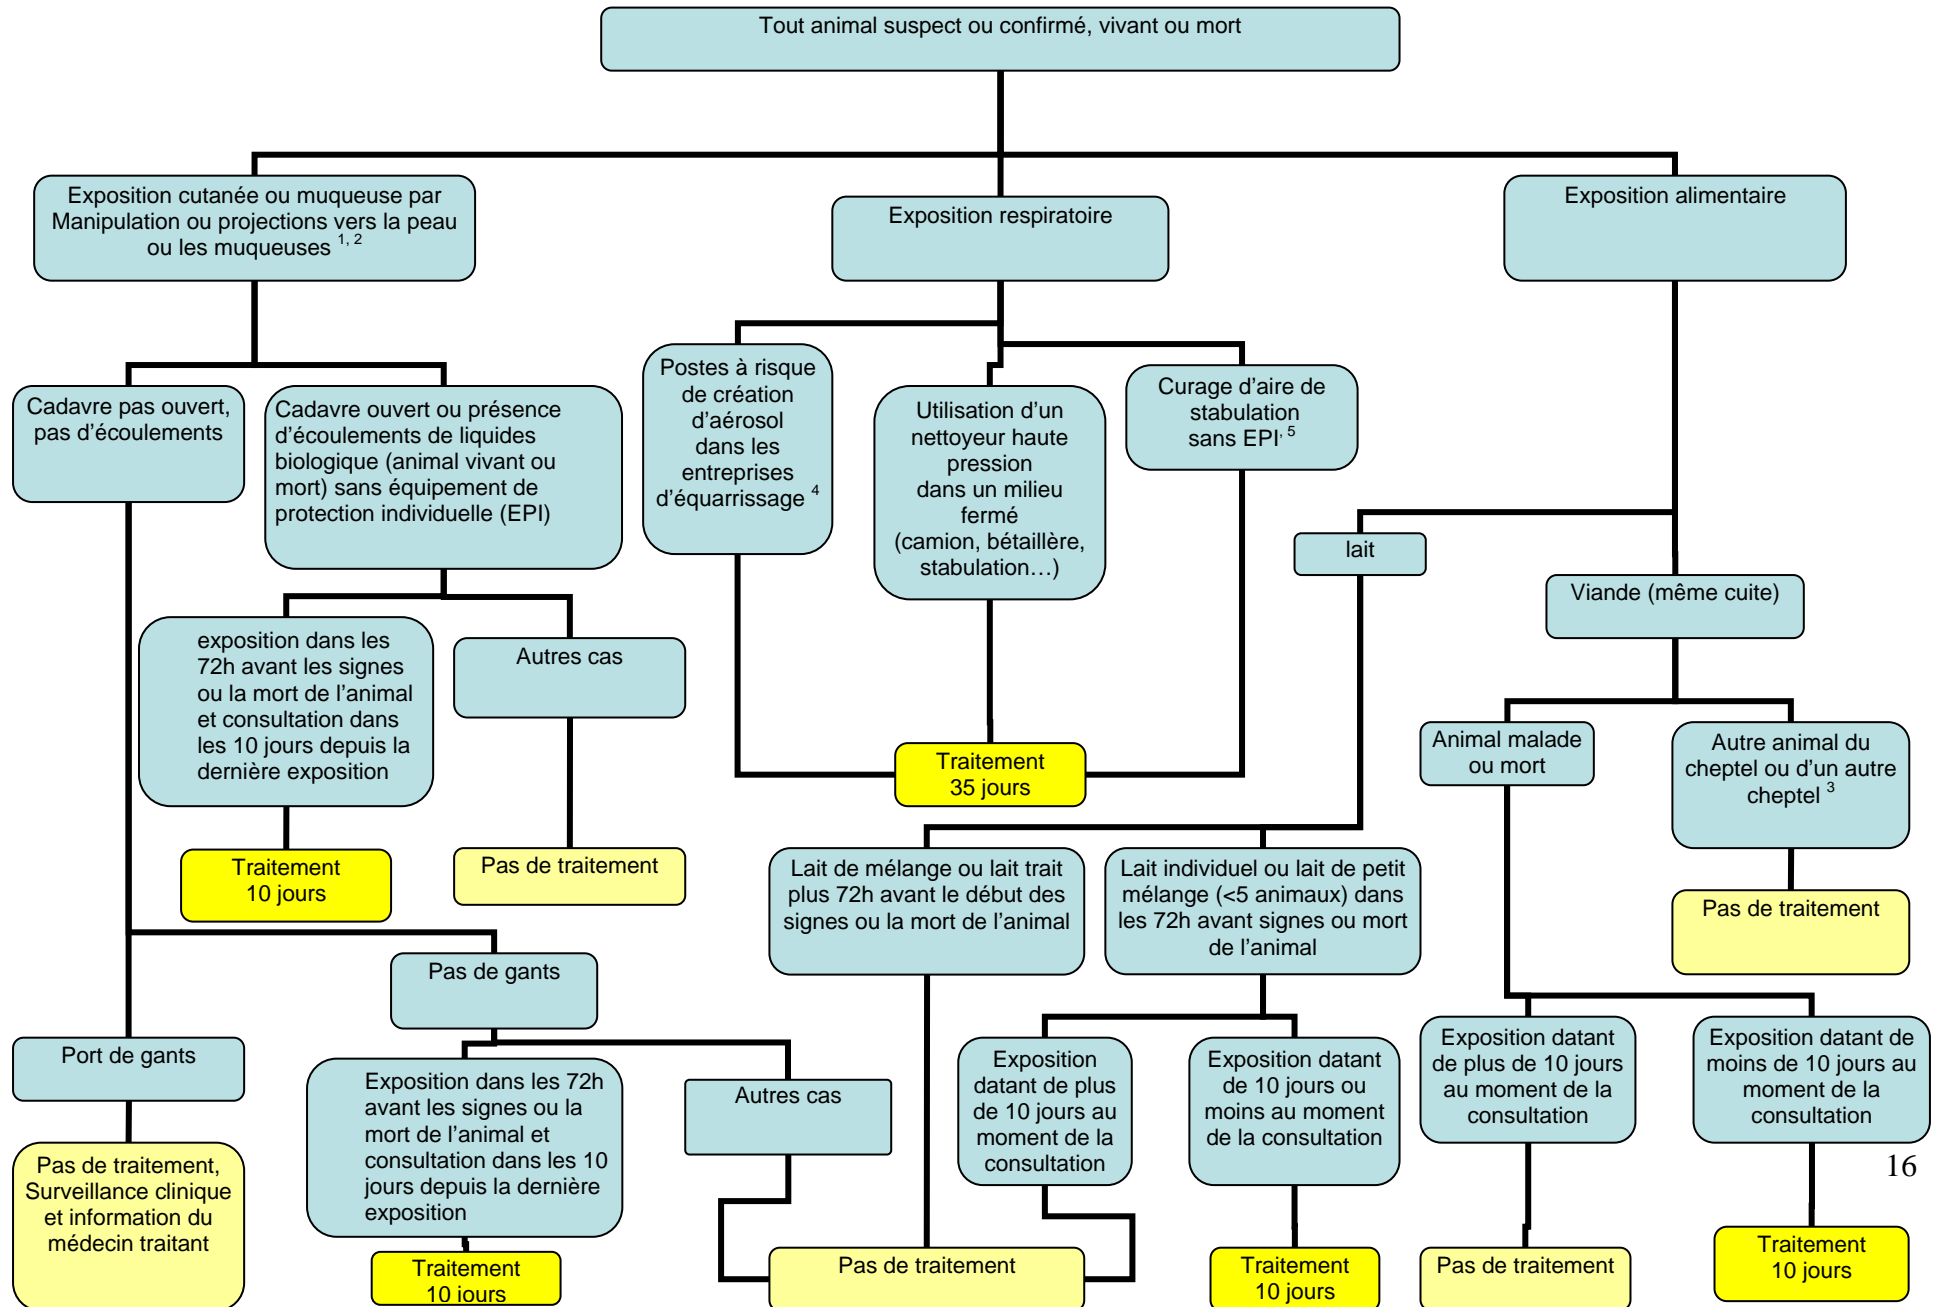 Tout animal suspect ou confirmé, vivant ou mort
Exposition cutanée ou muqueuse par
Manipulation ou projections vers la peau
ou les muqueuses 1, 2
Exposition respiratoire
Exposition alimentaire
Cadavre pas ouvert,
pas d'écoulements
Cadavre ouvert ou présence
d'écoulements de liquides
biologique (animal vivant ou
mort) sans équipement de
protection individuelle (EPI)
Postes à risque
de création
d'aérosol
dans les
entreprises
d'équarrissage 4
Utilisation d'un
nettoyeur haute
pression
dans un milieu
fermé
(camion, bétaillère,
stabulation…)
Curage d'aire de
stabulation
sans EPI, 5
lait
Viande (même cuite)
exposition dans les
72h avant les signes
ou la mort de l'animal
et consultation dans
les 10 jours depuis la
dernière exposition
Autres cas
Traitement
35 jours
Animal malade
ou mort
Autre animal du
cheptel ou d'un autre
cheptel 3
Traitement
10 jours
Pas de traitement
Lait de mélange ou lait trait
plus 72h avant le début des
signes ou la mort de l'animal
Lait individuel ou lait de petit
mélange (<5 animaux) dans
les 72h avant signes ou mort
de l'animal
Pas de traitement
Pas de gants
Port de gants
Exposition dans les 72h
avant les signes ou la
mort de l'animal et
consultation dans les 10
jours depuis la dernière
exposition
Autres cas
Exposition
datant de plus
de 10 jours au
moment de la
consultation
Exposition datant
de 10 jours ou
moins au moment
de la consultation
Exposition datant
de plus de 10 jours
au moment de la
consultation
Exposition datant de
moins de 10 jours au
moment de la
consultation
Pas de traitement,
Surveillance clinique
et information du
médecin traitant
Traitement
10 jours
Pas de traitement
Traitement
10 jours
Pas de traitement
Traitement
10 jours
16